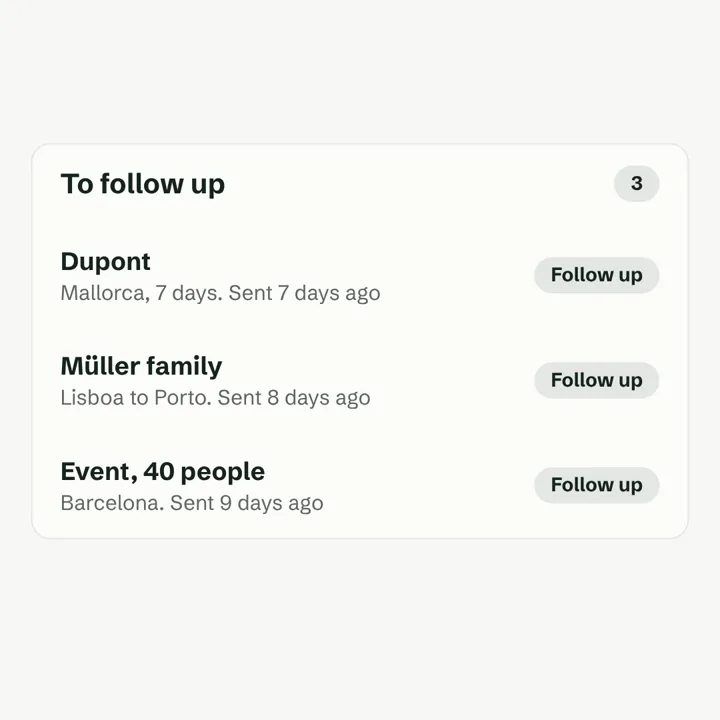 To follow up
3
Dupont
Mallorca, 7 days. Sent 7 days ago
Follow up
Müller family
Lisboa to Porto. Sent 8 days ago
Follow up
Event, 40 people
Barcelona. Sent 9 days ago
Follow up